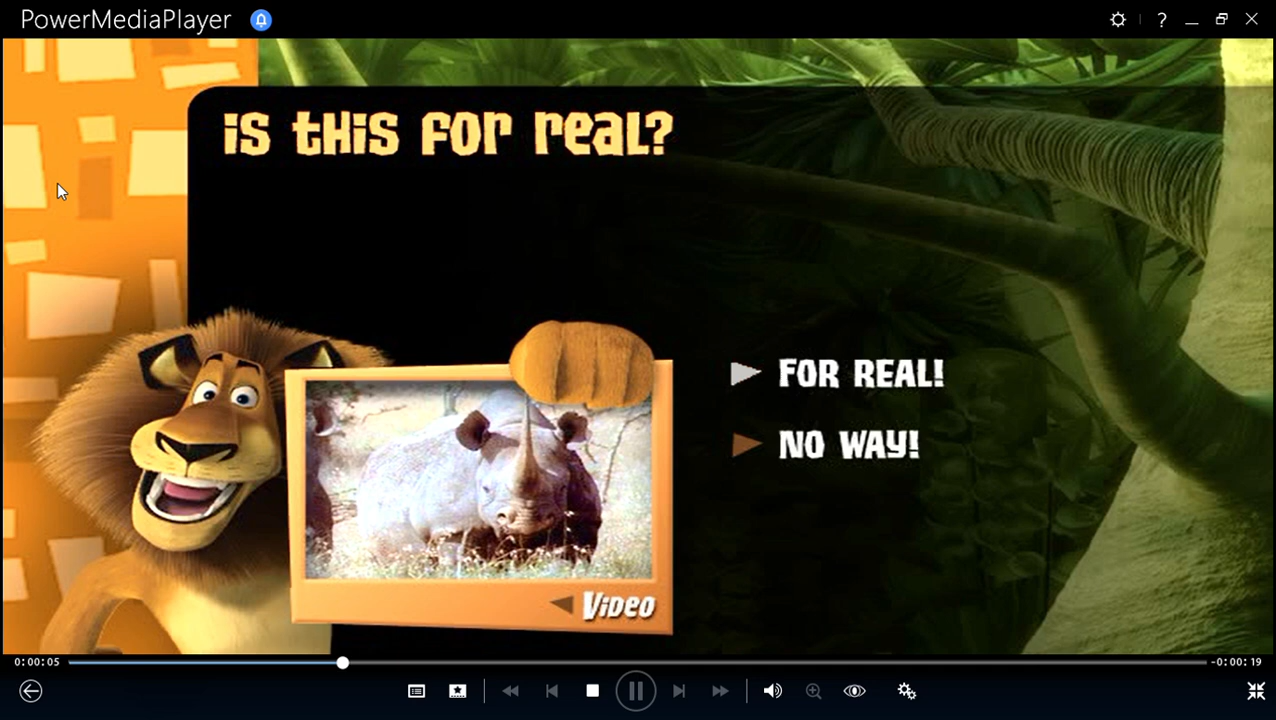 PowerMediaPlayer
is this for real?
FOR REAL!
NO WAY!
Video
0:00:05
-0:00:19